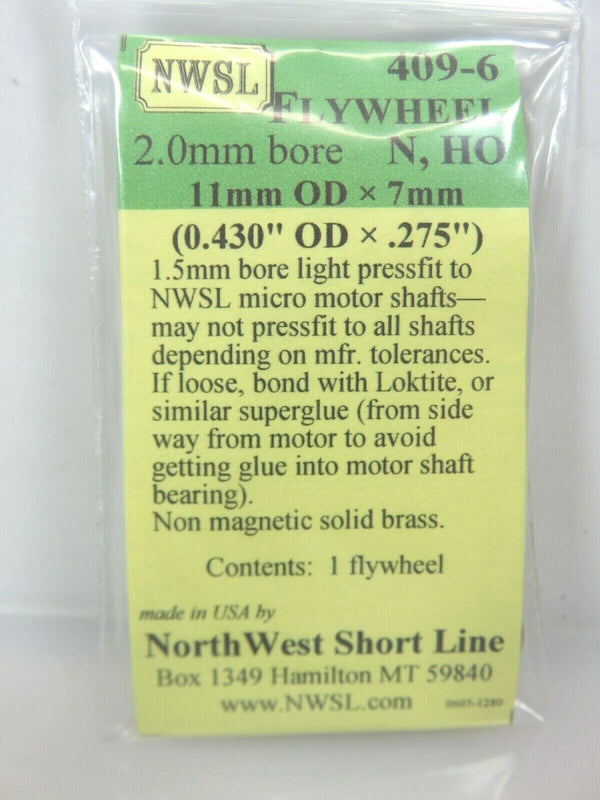 NWSL
409-6
FLYWHEEL
2.0mm bore N, HO
11mm OD × 7mm
(0.430" OD × .275")
1.5mm bore light pressfit to
NWSL micro motor shafts—
may not pressfit to all shafts
depending on mfr. tolerances.
If loose, bond with Loktite, or
similar superglue (from side
way from motor to avoid
getting glue into motor shaft
bearing).
Non magnetic solid brass.
Contents: 1 flywheel
made in USA by
NorthWest Short Line
Box 1349 Hamilton MT 59840
www.NWSL.com 0605-1280